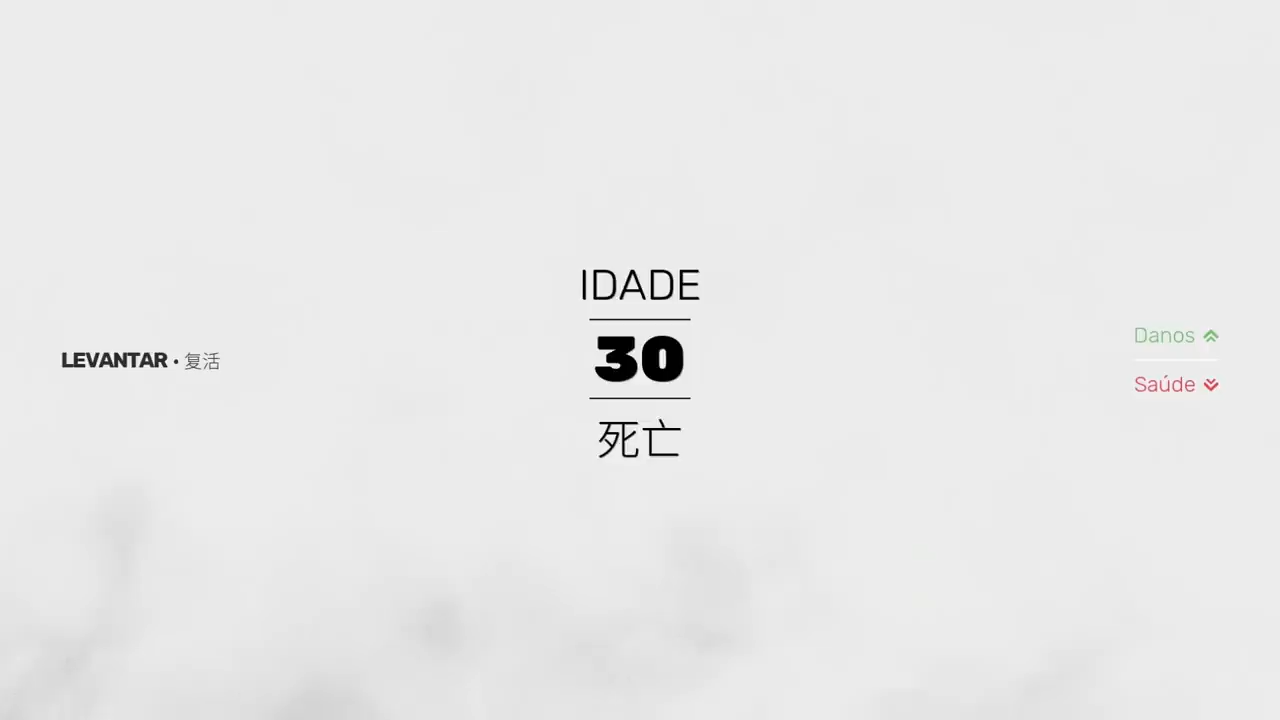 IDADE
30
死亡
LEVANTAR • 复活
Danos
Saúde